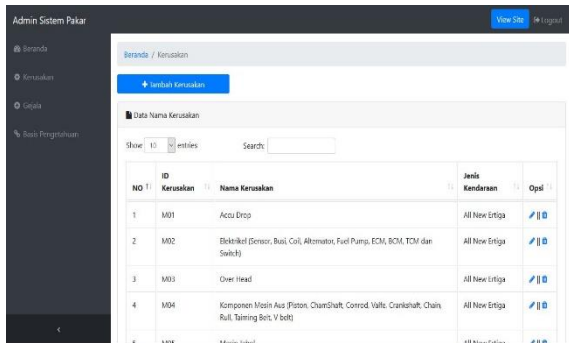 Admin Sistem Pakar
View Site
Logout
Beranda
Kerusakan
Gejala
Basis Pengetahuan
Beranda / Kerusakan
+ Tambah Kerusakan
Data Nama Kerusakan
Show 10 entries
Search:
NO
ID Kerusakan
Nama Kerusakan
Jenis Kendaraan
Opsi
1 M01 Accu Drop All New Ertiga ||
2 M02 Elektrikel (Sensor, Busi, Coil, Alternator, Fuel Pump, ECM, BCM, TCM dan All New Ertiga ||
Switch)
3 M03 Over Head All New Ertiga ||
4 M04 Komponen Mesin Aus (Piston, ChamShaft, Conrod, Valfe, Crankshaft, Chain, All New Ertiga ||
Rull, Taiming Belt, V belt)